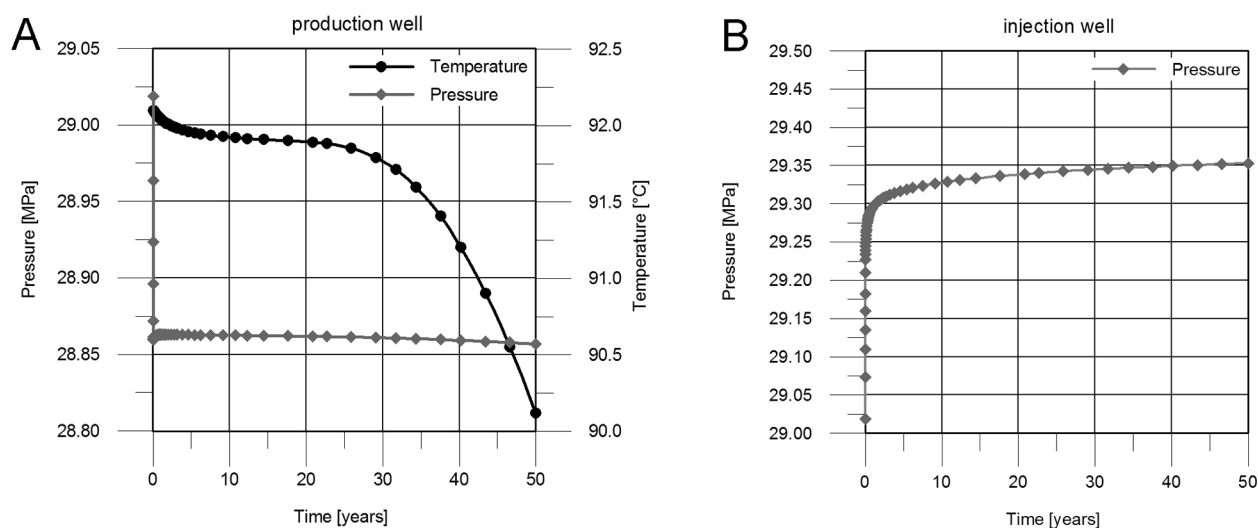 A
production well
29.05
29.00
28.95
28.90
28.85
28.80
Pressure [MPa]
Temperature
Pressure
92.5
92.0
91.5
91.0
90.5
90.0
Temperature [°C]
0 10 20 30 40 50
Time [years]
B
injection well
29.50
29.45
29.40
29.35
29.30
29.25
29.20
29.15
29.10
29.05
29.00
Pressure [MPa]
Pressure
0 10 20 30 40 50
Time [years]